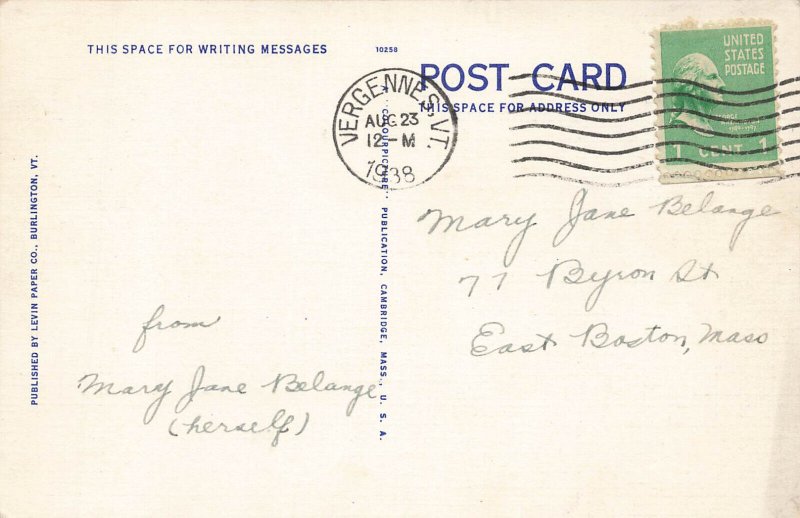 THIS SPACE FOR WRITING MESSAGES
10258
POST CARD
THIS SPACE FOR ADDRESS ONLY
VERGENNES, VT.
AUG 23
12-M
1938
UNITED
STATES
POSTAGE
1 CENT 1
PUBLISHED BY LEVIN PAPER CO., BURLINGTON, VT.
"COLOURPICTURE" PUBLICATION, CAMBRIDGE, MASS., U. S. A.
from
Mary Jane Belange
(herself)
Mary Jane Belange
77 Byron St
East Boston, Mass